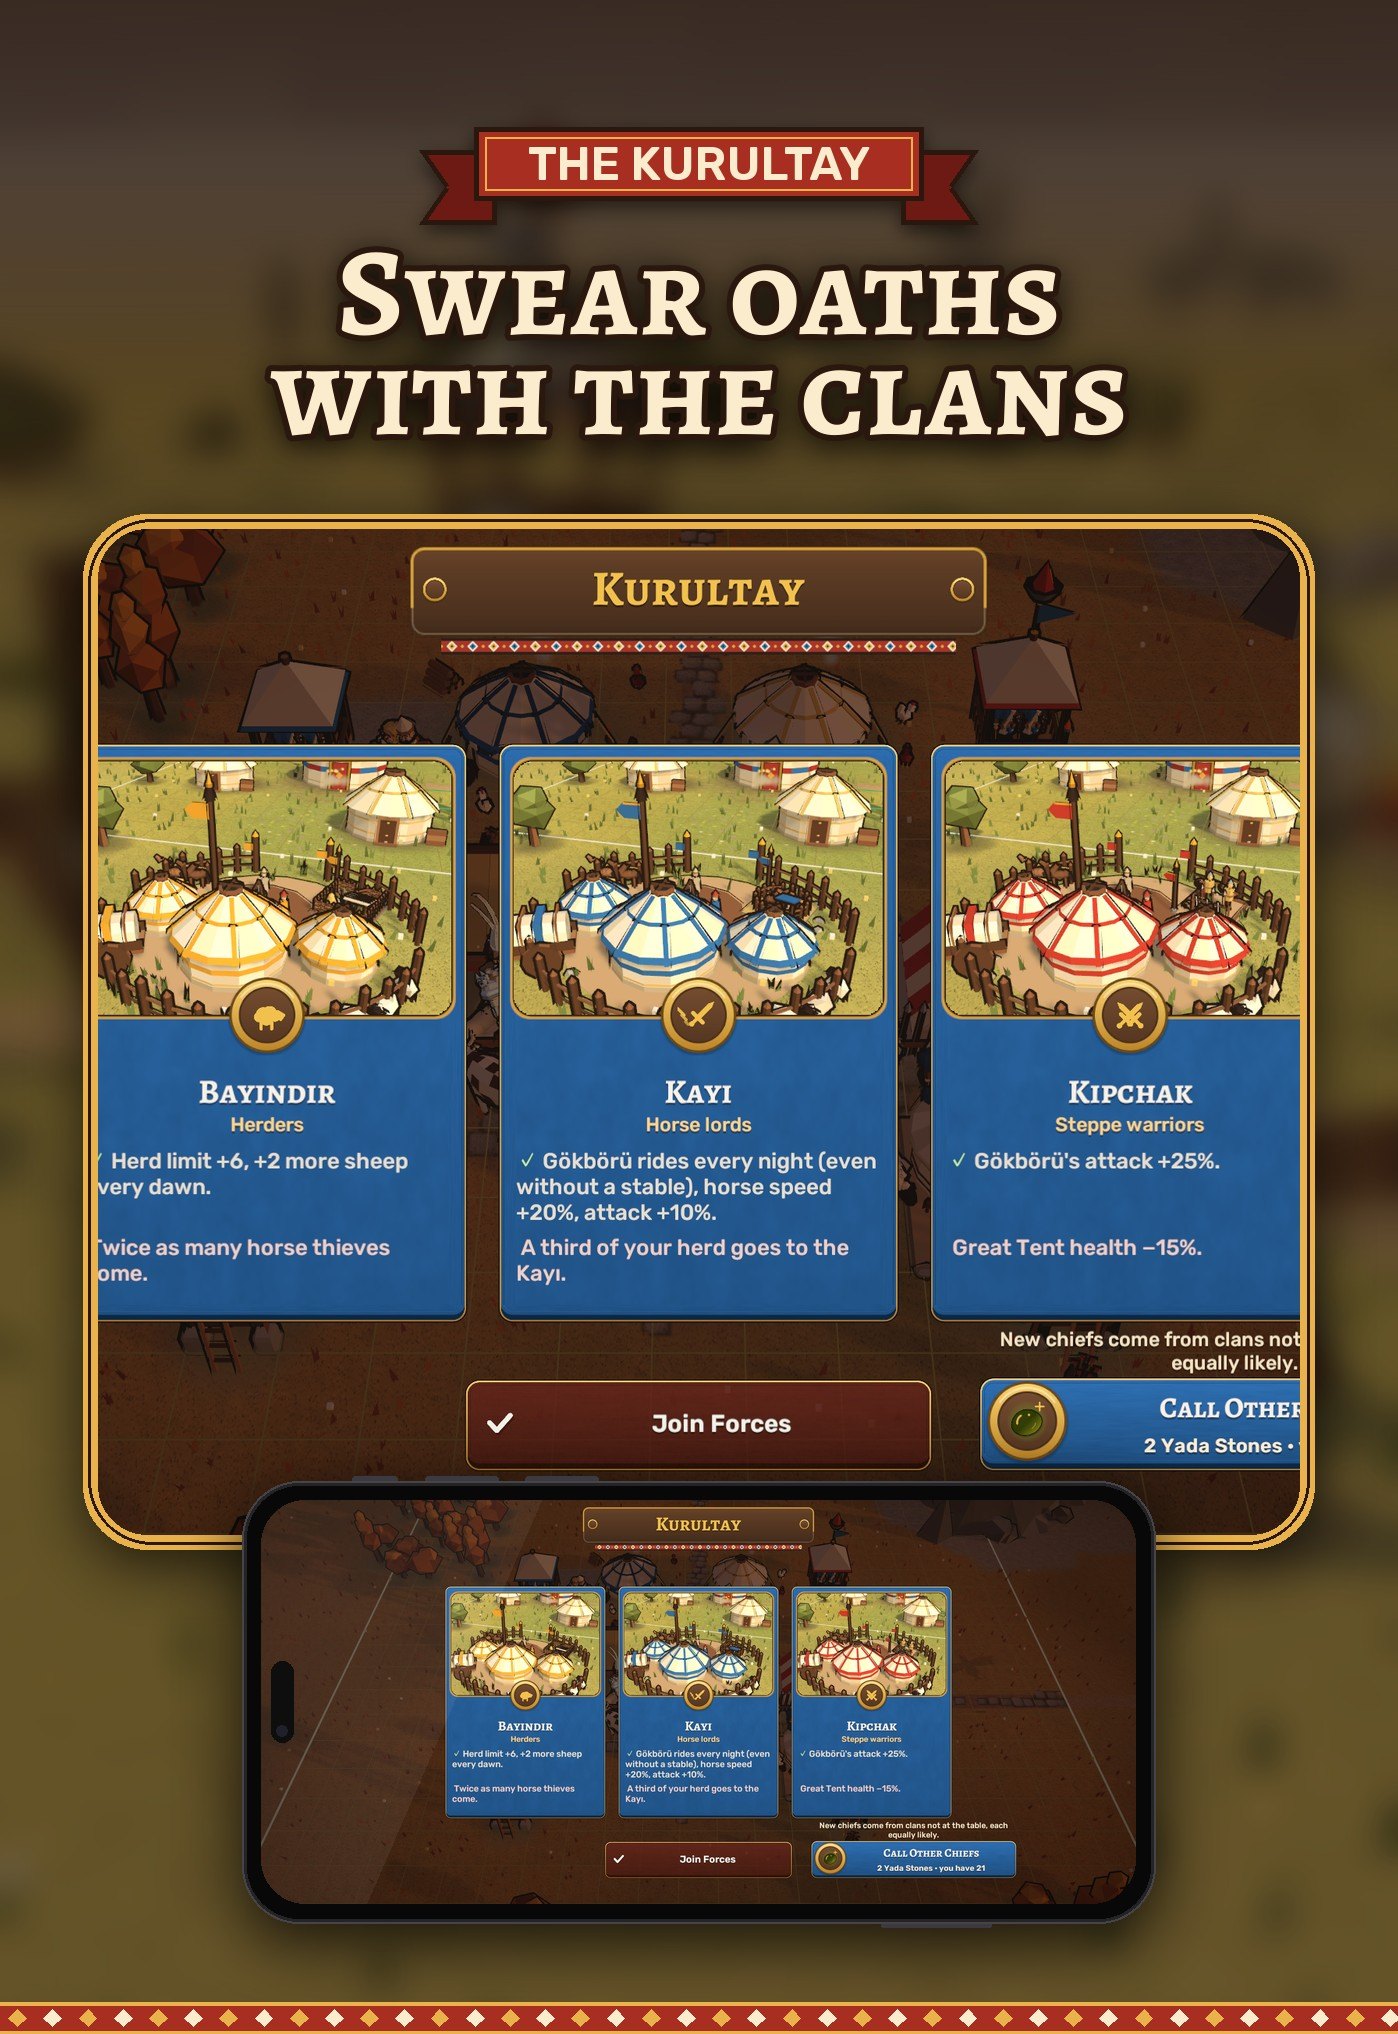 THE KURULTAY
SWEAR OATHS
WITH THE CLANS
KURULTAY
BAYINDIR
Herders
✓ Herd limit +6, +2 more sheep
very dawn.
Twice as many horse thieves
ome.
KAYI
Horse lords
✓ Gökbörü rides every night (even
without a stable), horse speed
+20%, attack +10%.
A third of your herd goes to the
Kayı.
KIPCHAK
Steppe warriors
✓ Gökbörü's attack +25%.
Great Tent health −15%.
New chiefs come from clans not
equally likely.
✓ Join Forces
CALL OTHER
2 Yada Stones •
KURULTAY
BAYINDIR
Herders
✓ Herd limit +6, +2 more sheep
every dawn.
Twice as many horse thieves
come.
KAYI
Horse lords
✓ Gökbörü rides every night (even
without a stable), horse speed
+20%, attack +10%.
A third of your herd goes to the
Kayı.
KIPCHAK
Steppe warriors
✓ Gökbörü's attack +25%.
Great Tent health −15%.
New chiefs come from clans not at the table, each
equally likely.
✓ Join Forces
CALL OTHER CHIEFS
2 Yada Stones • you have 21